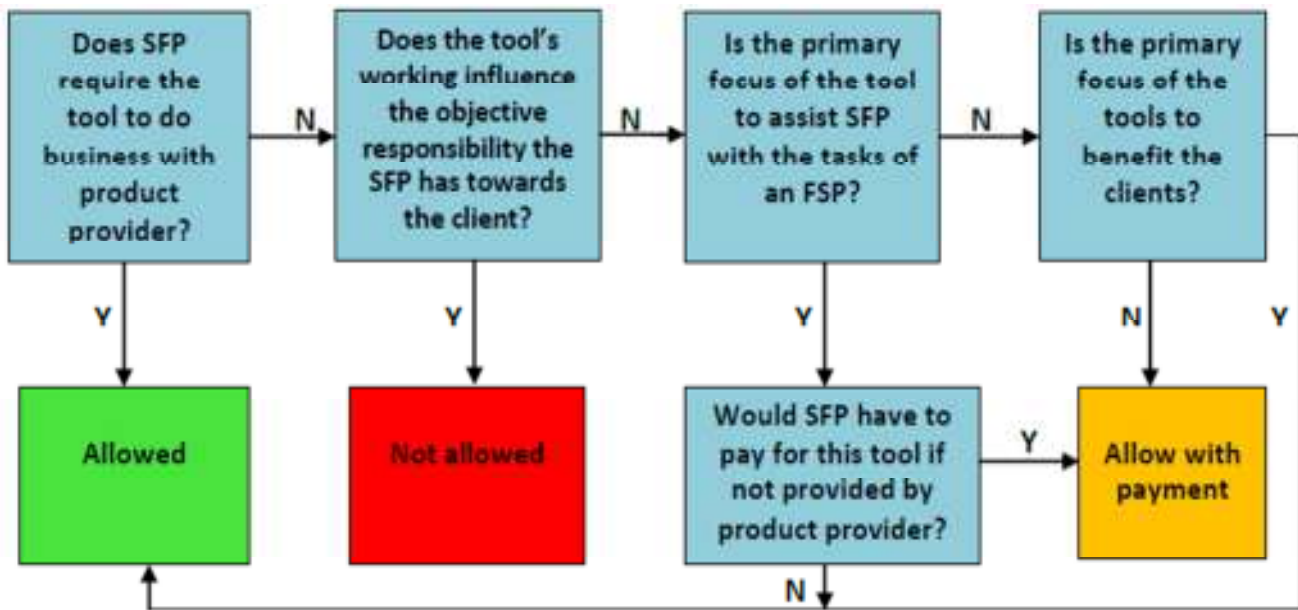 Does SFP
require the
tool to do
business with
product
provider?
N
Does the tool's
working influence
the objective
responsibility the
SFP has towards
the client?
N
Is the primary
focus of the tool
to assist SFP
with the tasks of
an FSP?
N
Is the primary
focus of the
tools to
benefit the
clients?
Y
Y
Y
N
Y
Allowed
Not allowed
Would SFP have to
pay for this tool if
not provided by
product provider?
Y
Allow with
payment
N